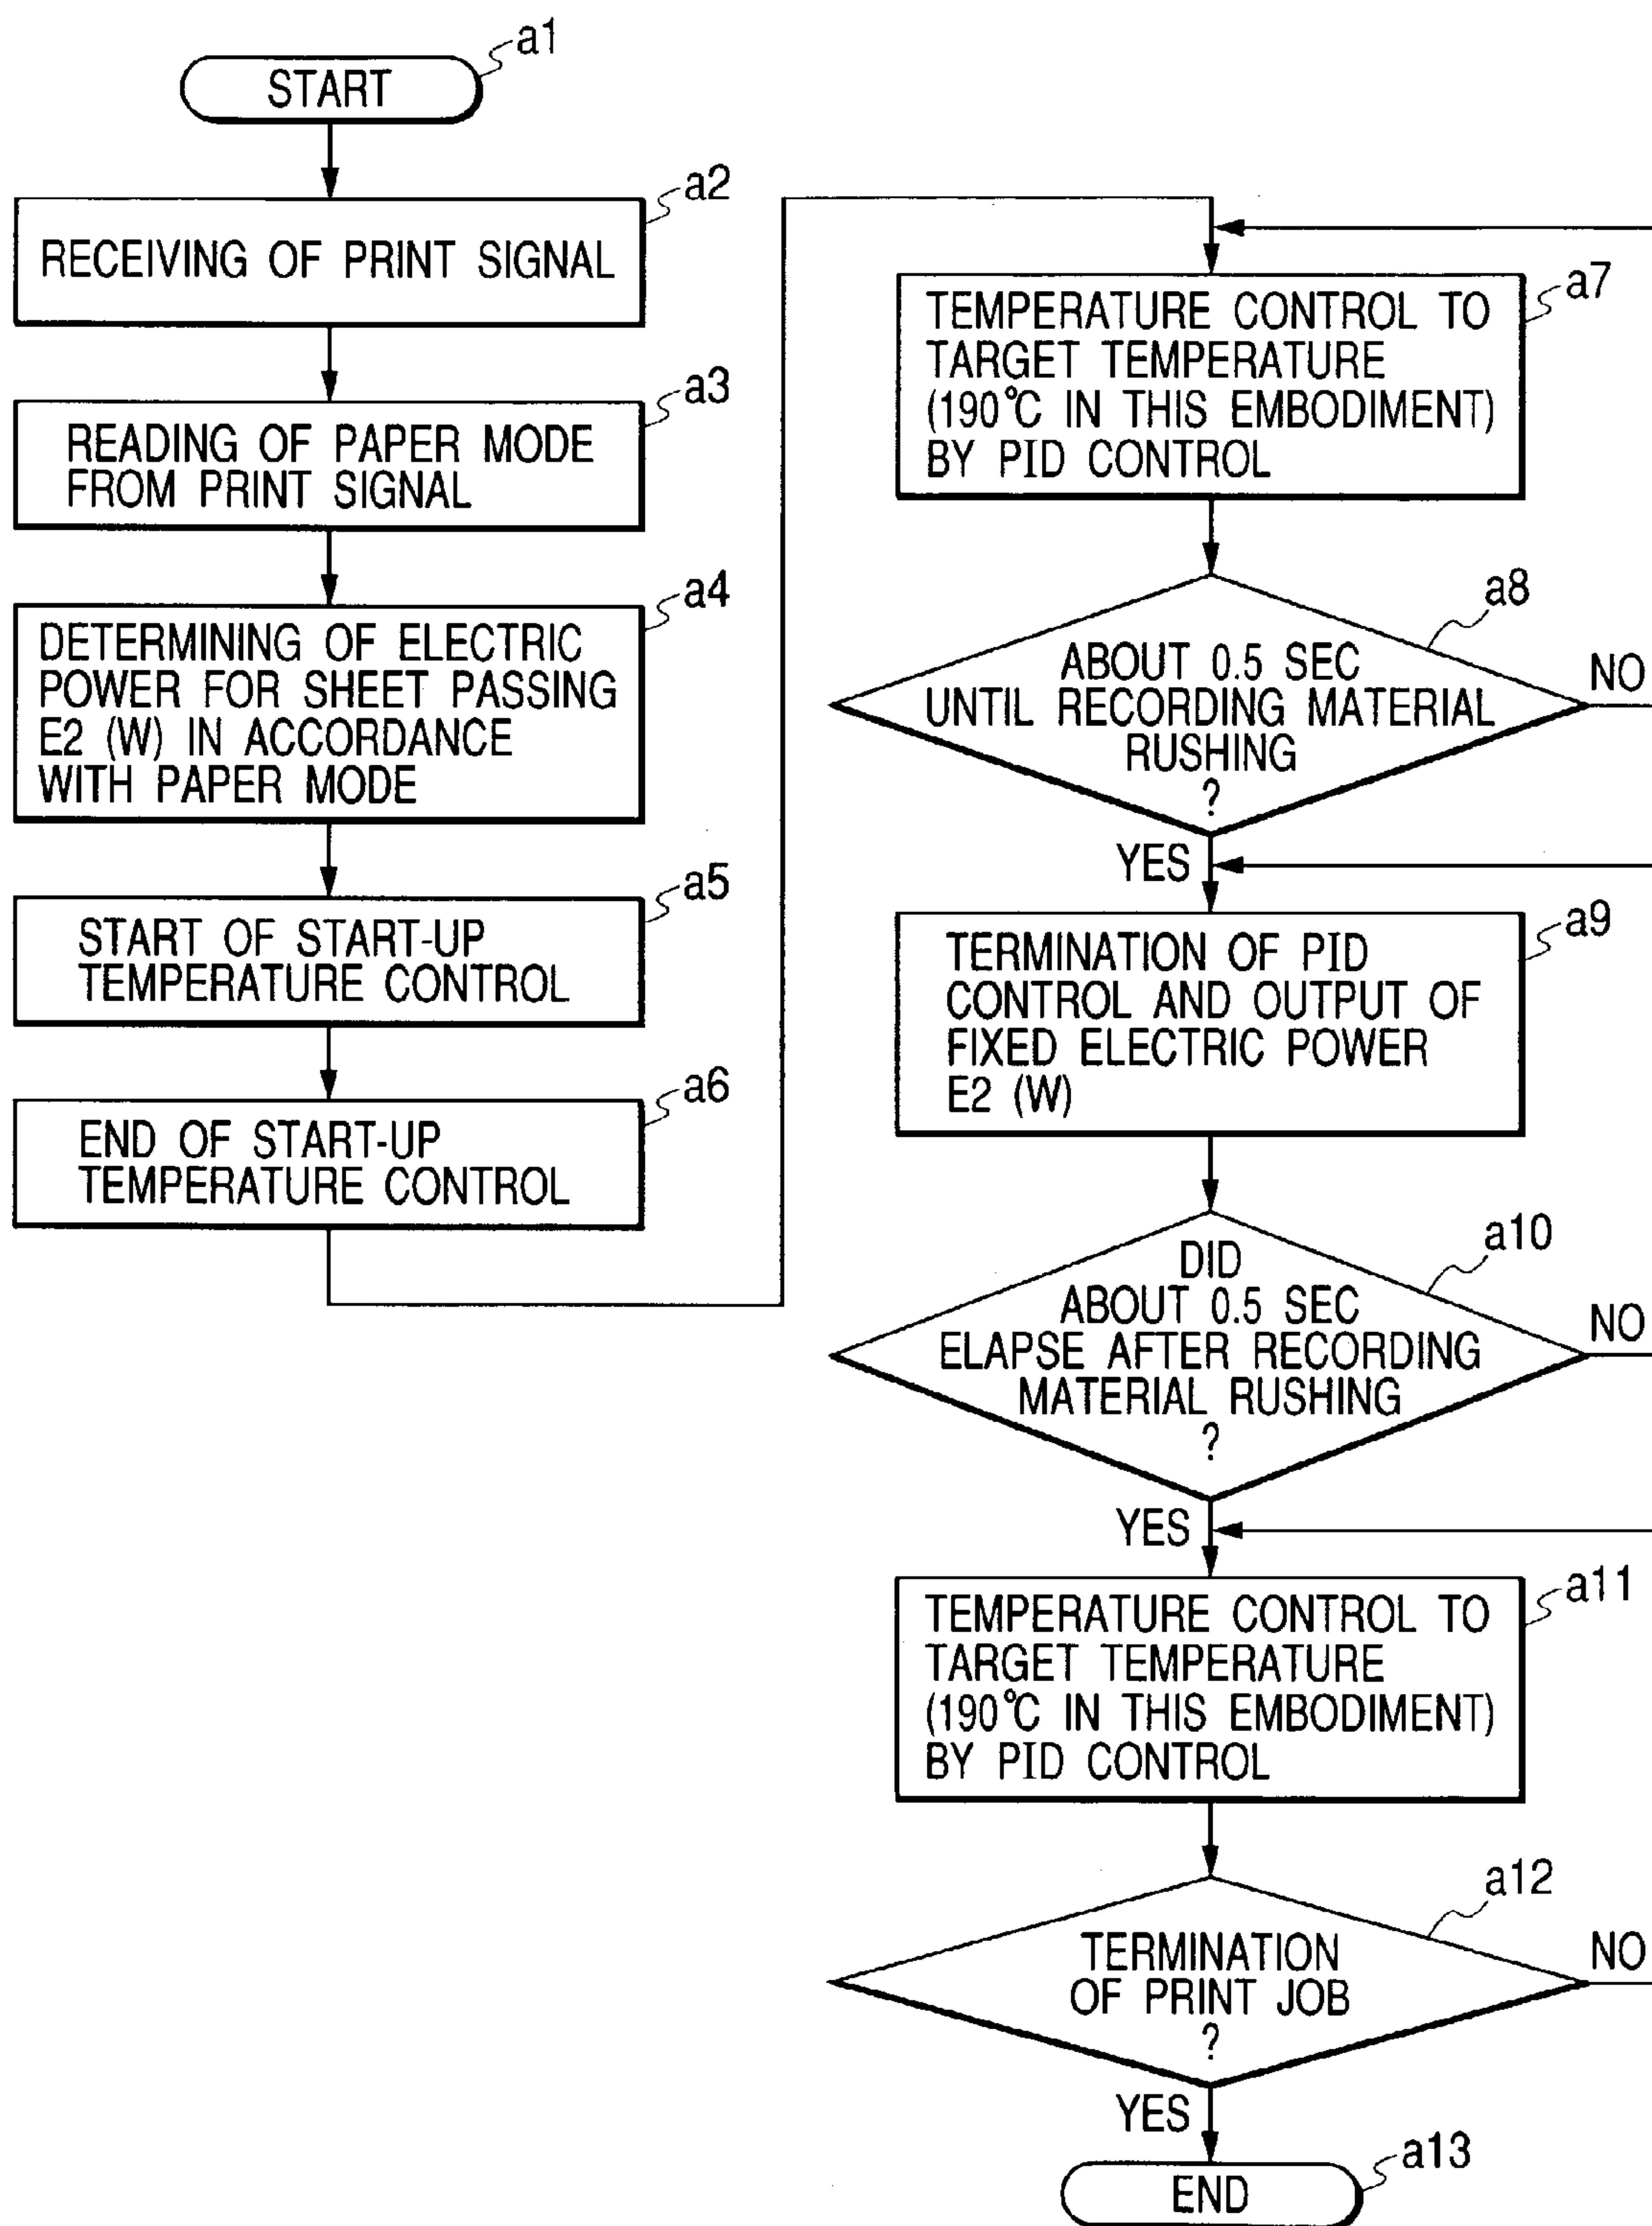 START
a1
RECEIVING OF PRINT SIGNAL
a2
READING OF PAPER MODE
FROM PRINT SIGNAL
a3
DETERMINING OF ELECTRIC
POWER FOR SHEET PASSING
E2 (W) IN ACCORDANCE
WITH PAPER MODE
a4
START OF START-UP
TEMPERATURE CONTROL
a5
END OF START-UP
TEMPERATURE CONTROL
a6
TEMPERATURE CONTROL TO
TARGET TEMPERATURE
(190℃ IN THIS EMBODIMENT)
BY PID CONTROL
a7
ABOUT 0.5 SEC
UNTIL RECORDING MATERIAL
RUSHING
?
a8
NO
YES
TERMINATION OF PID
CONTROL AND OUTPUT OF
FIXED ELECTRIC POWER
E2 (W)
a9
DID
ABOUT 0.5 SEC
ELAPSE AFTER RECORDING
MATERIAL RUSHING
?
a10
NO
YES
TEMPERATURE CONTROL TO
TARGET TEMPERATURE
(190℃ IN THIS EMBODIMENT)
BY PID CONTROL
a11
TERMINATION
OF PRINT JOB
?
a12
NO
YES
END
a13